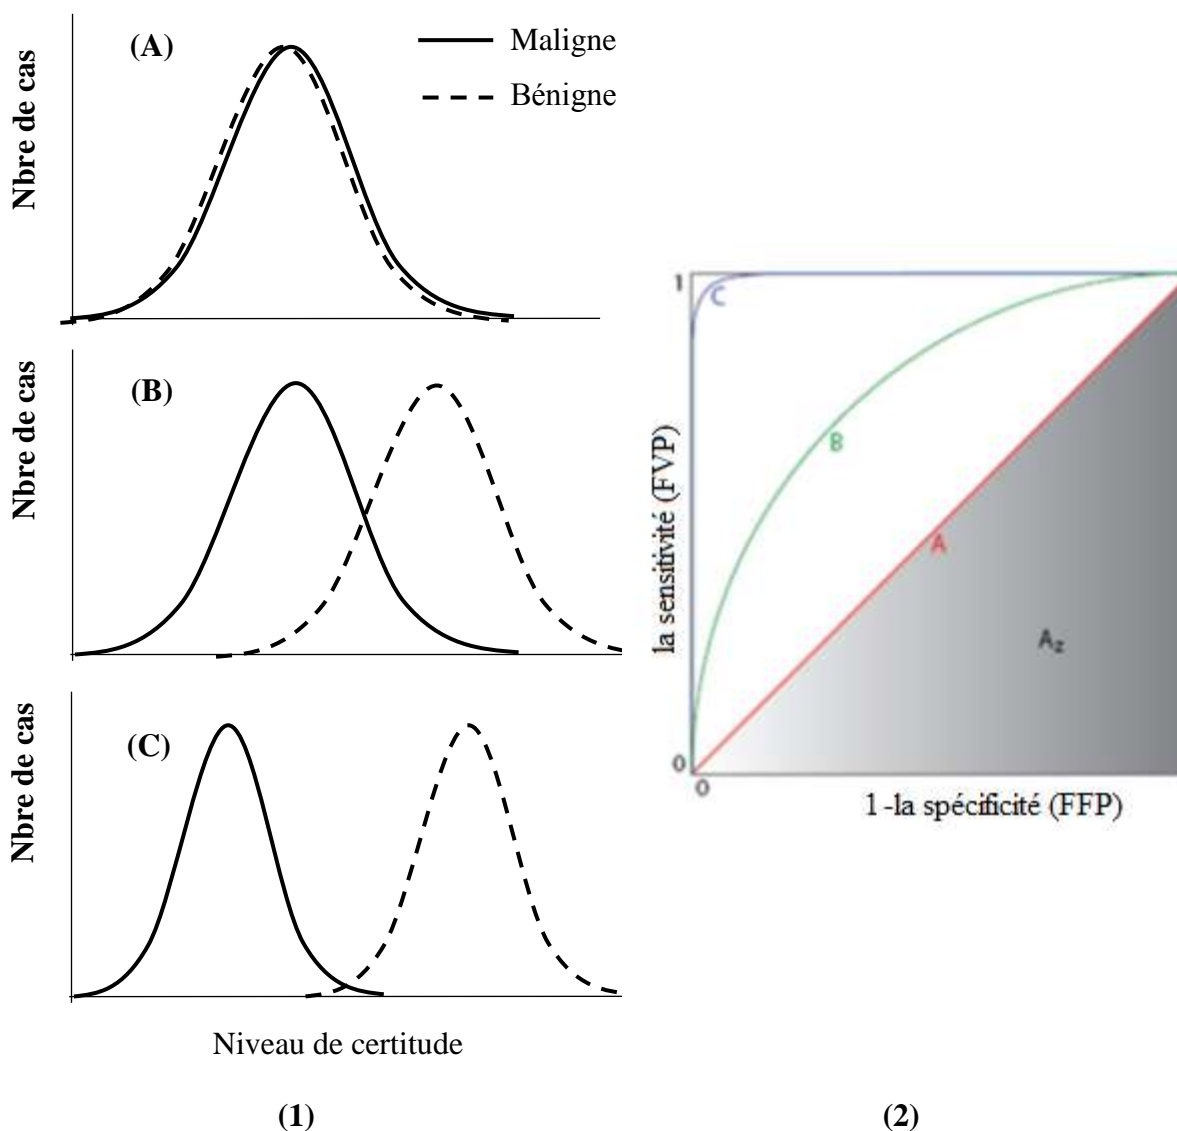 (A)
Maligne
Bénigne
Nbre de cas
(B)
Nbre de cas
(C)
Nbre de cas
Niveau de certitude
(1)
1
C
B
A
Az
la sensitivité (FVP)
0
0
1-la spécificité (FFP)
(2)